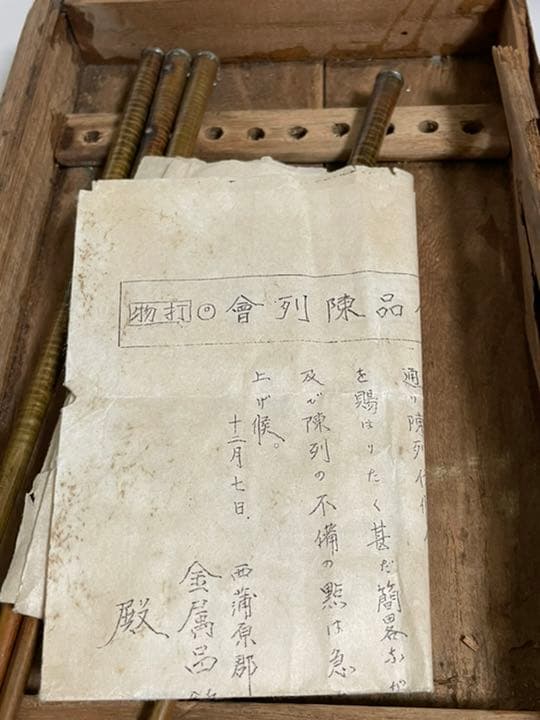 品陳列會◎打物
通り陳列
を賜はりたく甚だ簡畧なが
及び陳列の不備の點は急
上げ候。
十二月七日.
西蒲原郡
金属品
殿